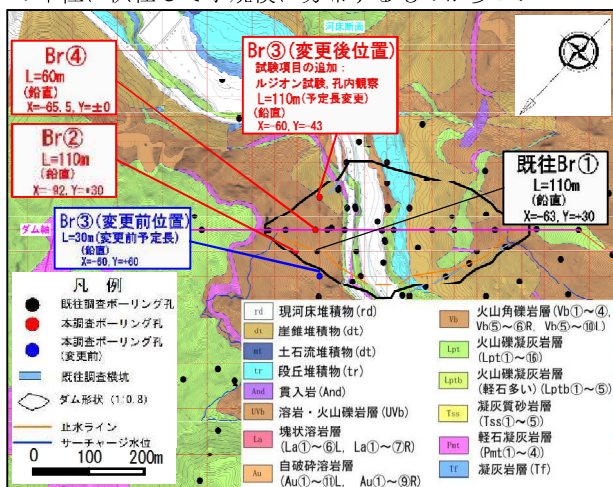 河床断面
Br④
L=60m
(鉛直)
X=-65.5, Y=±0
Br③(変更後位置)
試験項目の追加:
ルジオン試験, 孔内観察
L=110m(予定長変更)
(鉛直)
X=-60, Y=-43
Br②
L=110m
(鉛直)
X=-92, Y=+30
既往Br①
L=110m
(鉛直)
X=-63, Y=+30
ダム軸
Br③(変更前位置)
L=30m(変更前予定長)
(鉛直)
X=-60, Y=+60
凡 例
既往調査ボーリング孔
本調査ボーリング孔
本調査ボーリング孔
(変更前)
既往調査横坑
ダム形状 (1:0.8)
止水ライン
サーチャージ水位
0 100m 200m
rd 現河床堆積物(rd)
dt 崖錐堆積物(dt)
mt 土石流堆積物(dt)
tr 段丘堆積物(tr)
And 貫入岩(And)
UVb 溶岩・火山礫岩層(UVb)
La 塊状溶岩層
(La①~⑥L, La①~⑦R)
Au 自破砕溶岩層
(Au①~⑪L, Au①~⑨R)
Vb 火山角礫岩層(Vb①~④,
Vb⑤~⑥R, Vb⑤~⑩L)
Lpt 火山礫凝灰岩層
(Lpt①~⑯)
Lptb 火山礫凝灰岩層
(軽石多い)(Lptb①~⑤)
Tss 凝灰質砂岩層
(Tss①~⑤)
Pmt 軽石凝灰岩層
(Pmt①~④)
Tf 凝灰岩層(Tf)